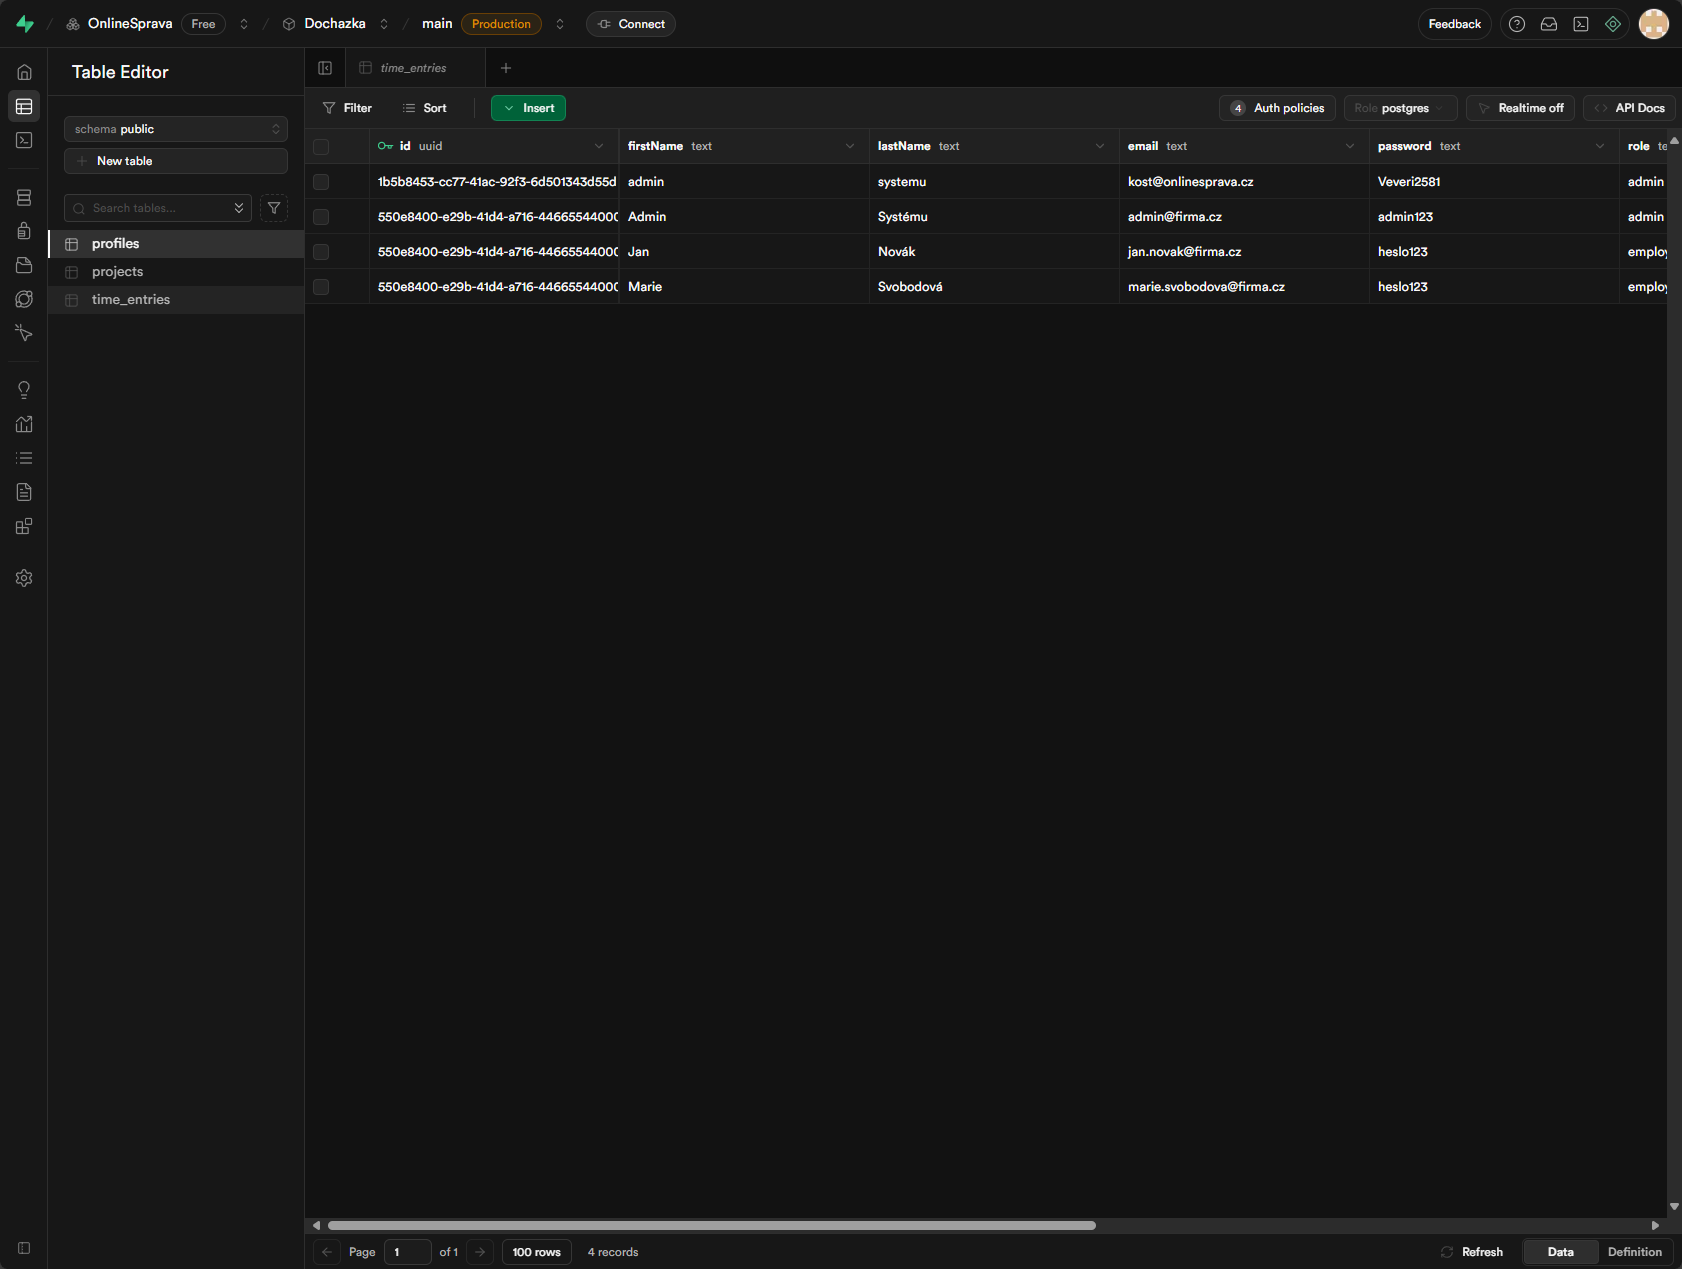 OnlineSprava Free Dochazka main Production Connect Feedback
Table Editor
time_entries
Filter Sort Insert 4 Auth policies Role postgres Realtime off API Docs
schema public
New table
Search tables...
profiles
projects
time_entries
id uuid firstName text lastName text email text password text role te
1b5b8453-cc77-41ac-92f3-6d501343d55d admin systemu kost@onlinesprava.cz Veveri2581 admin
550e8400-e29b-41d4-a716-44665544000 Admin Systému admin@firma.cz admin123 admin
550e8400-e29b-41d4-a716-44665544000 Jan Novák jan.novak@firma.cz heslo123 employ
550e8400-e29b-41d4-a716-44665544000 Marie Svobodová marie.svobodova@firma.cz heslo123 employ
Page 1 of 1 100 rows 4 records Refresh Data Definition